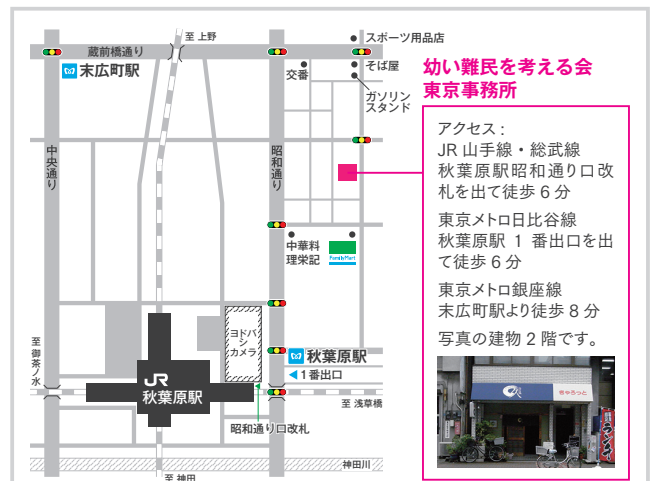 至 上野
スポーツ用品店
蔵前橋通り
末広町駅
交番
そば屋
ガソリン
スタンド
幼い難民を考える会
東京事務所
アクセス :
JR 山手線・総武線
秋葉原駅昭和通り口改
札を出て徒歩 6 分
東京メトロ日比谷線
秋葉原駅 1 番出口を出
て徒歩 6 分
東京メトロ銀座線
末広町駅より徒歩 8 分
写真の建物 2 階です。
中央通り
昭和通り
中華料
理栄記
FamilyMart
ヨドバ
シ
カメラ
秋葉原駅
1 番出口
至 御茶ノ水
JR
秋葉原駅
至 浅草橋
昭和通り口改札
神田川
至 神田
ランチ